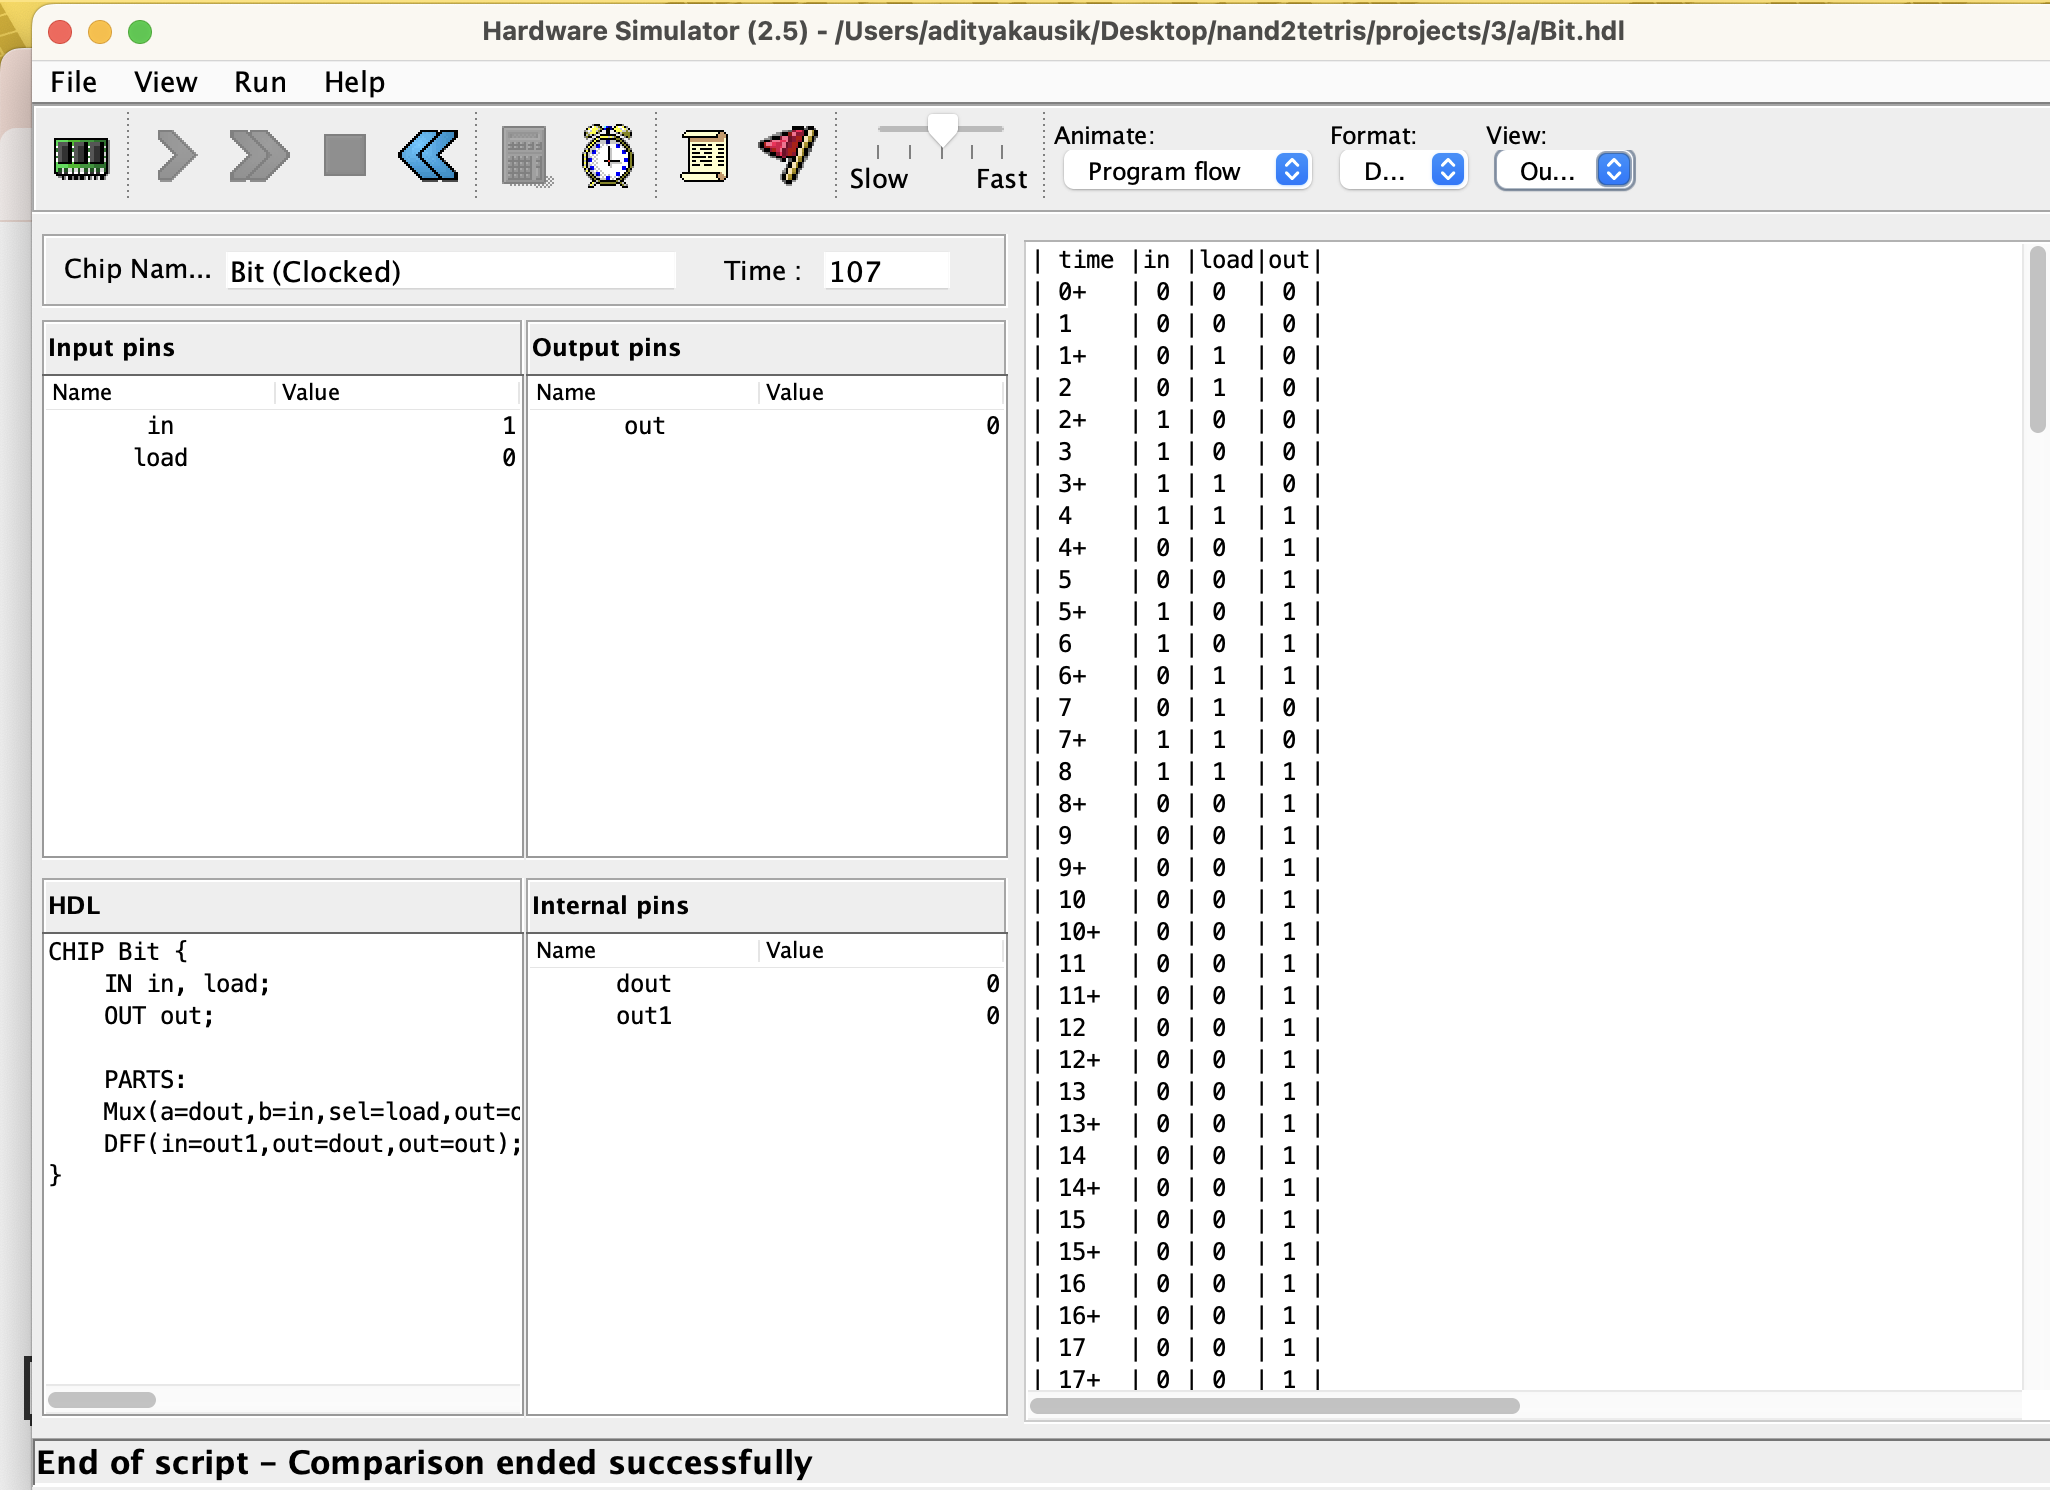 Hardware Simulator (2.5) - /Users/adityakausik/Desktop/nand2tetris/projects/3/a/Bit.hdl
File View Run Help
Slow Fast
Animate: Format: View:
Program flow D... Ou...
Chip Nam... Bit (Clocked) Time : 107
Input pins
Name Value
in 1
load 0
Output pins
Name Value
out 0
HDL
CHIP Bit {
    IN in, load;
    OUT out;
    PARTS:
    Mux(a=dout,b=in,sel=load,out=o
    DFF(in=out1,out=dout,out=out);
}
Internal pins
Name Value
dout 0
out1 0
| time |in |load|out|
| 0+ | 0 | 0 | 0 |
| 1 | 0 | 0 | 0 |
| 1+ | 0 | 1 | 0 |
| 2 | 0 | 1 | 0 |
| 2+ | 1 | 0 | 0 |
| 3 | 1 | 0 | 0 |
| 3+ | 1 | 1 | 0 |
| 4 | 1 | 1 | 1 |
| 4+ | 0 | 0 | 1 |
| 5 | 0 | 0 | 1 |
| 5+ | 1 | 0 | 1 |
| 6 | 1 | 0 | 1 |
| 6+ | 0 | 1 | 1 |
| 7 | 0 | 1 | 0 |
| 7+ | 1 | 1 | 0 |
| 8 | 1 | 1 | 1 |
| 8+ | 0 | 0 | 1 |
| 9 | 0 | 0 | 1 |
| 9+ | 0 | 0 | 1 |
| 10 | 0 | 0 | 1 |
| 10+ | 0 | 0 | 1 |
| 11 | 0 | 0 | 1 |
| 11+ | 0 | 0 | 1 |
| 12 | 0 | 0 | 1 |
| 12+ | 0 | 0 | 1 |
| 13 | 0 | 0 | 1 |
| 13+ | 0 | 0 | 1 |
| 14 | 0 | 0 | 1 |
| 14+ | 0 | 0 | 1 |
| 15 | 0 | 0 | 1 |
| 15+ | 0 | 0 | 1 |
| 16 | 0 | 0 | 1 |
| 16+ | 0 | 0 | 1 |
| 17 | 0 | 0 | 1 |
| 17+ | 0 | 0 | 1 |
End of script – Comparison ended successfully